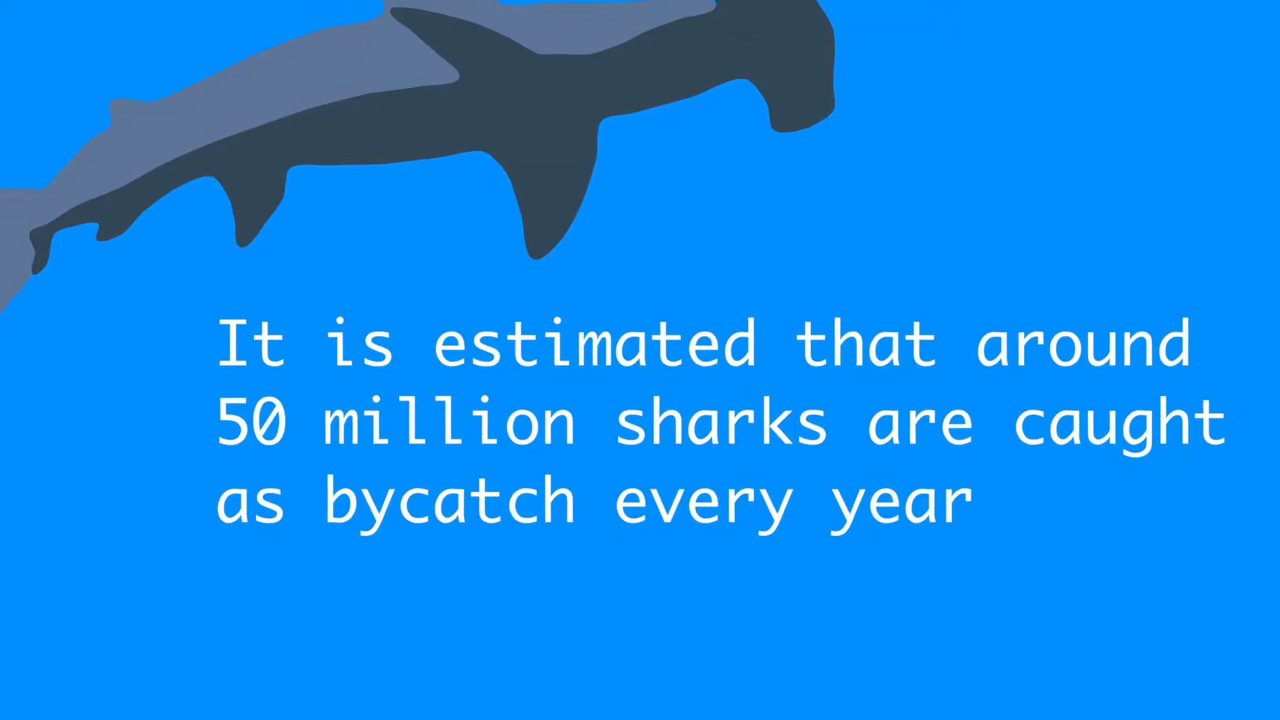 It is estimated that around
50 million sharks are caught
as bycatch every year